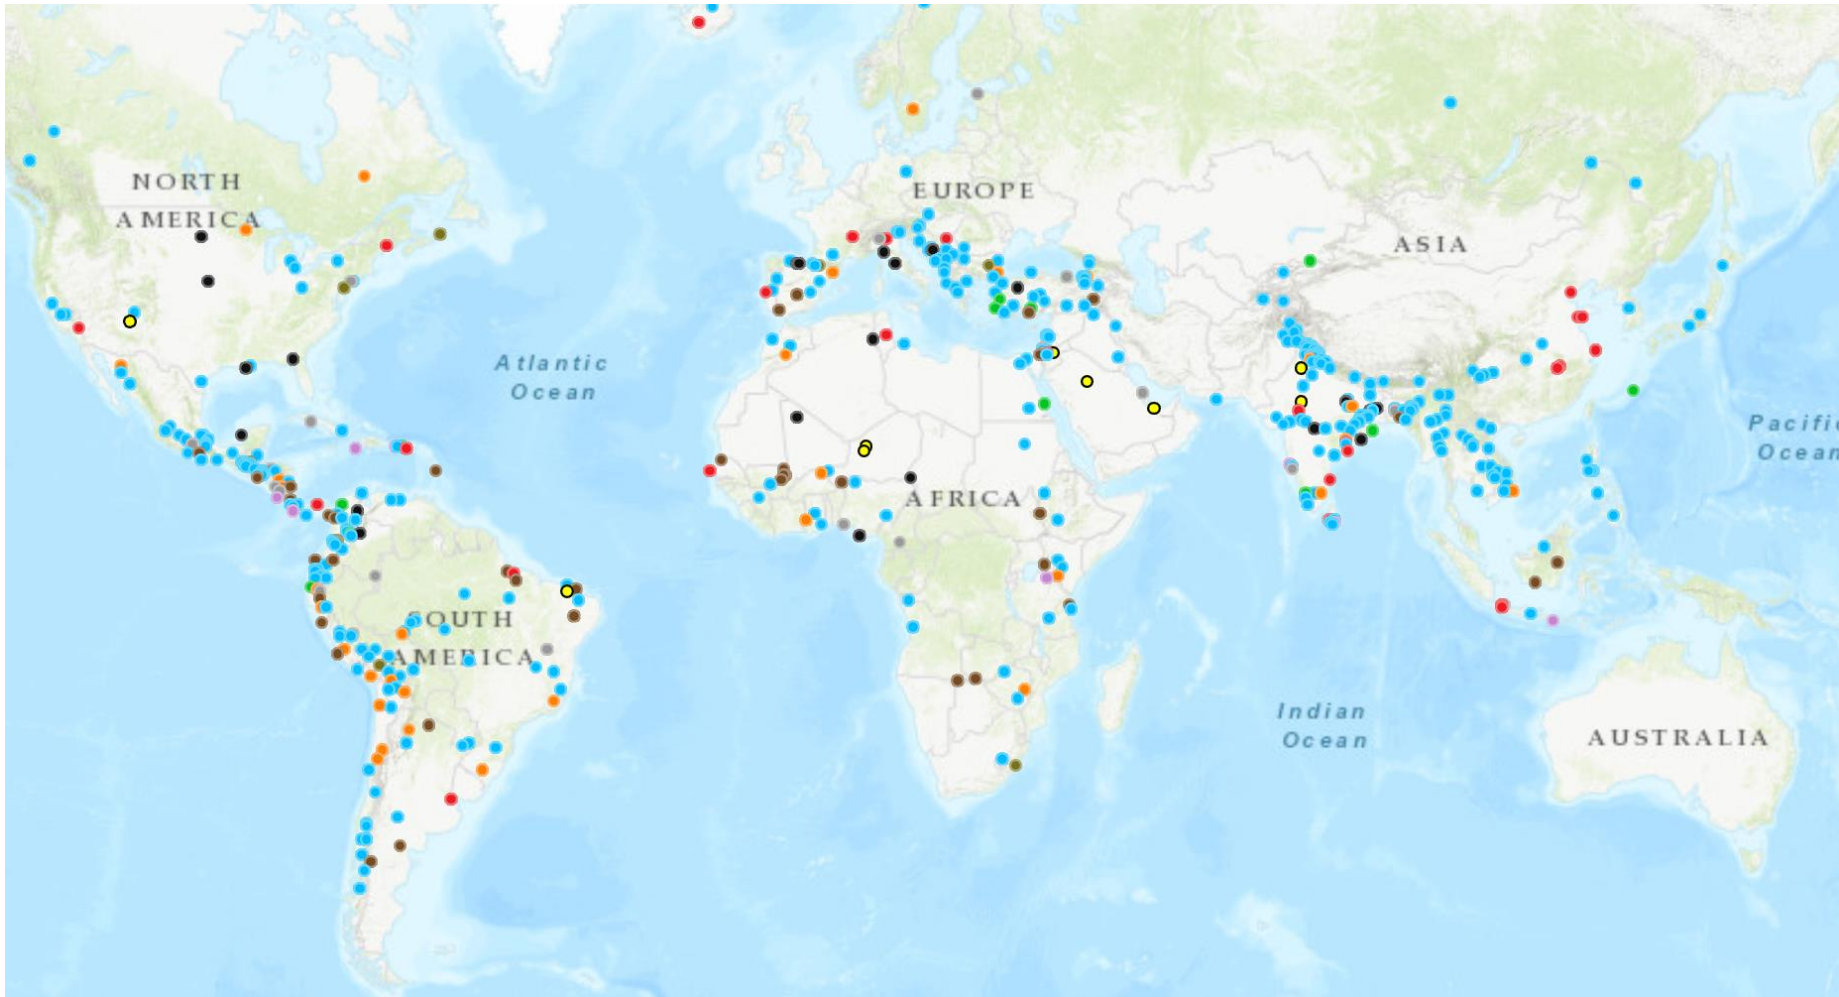 NORTH
AMERICA
EUROPE
ASIA
Atlantic
Ocean
Pacific
Ocean
AFRICA
SOUTH
AMERICA
Indian
Ocean
AUSTRALIA